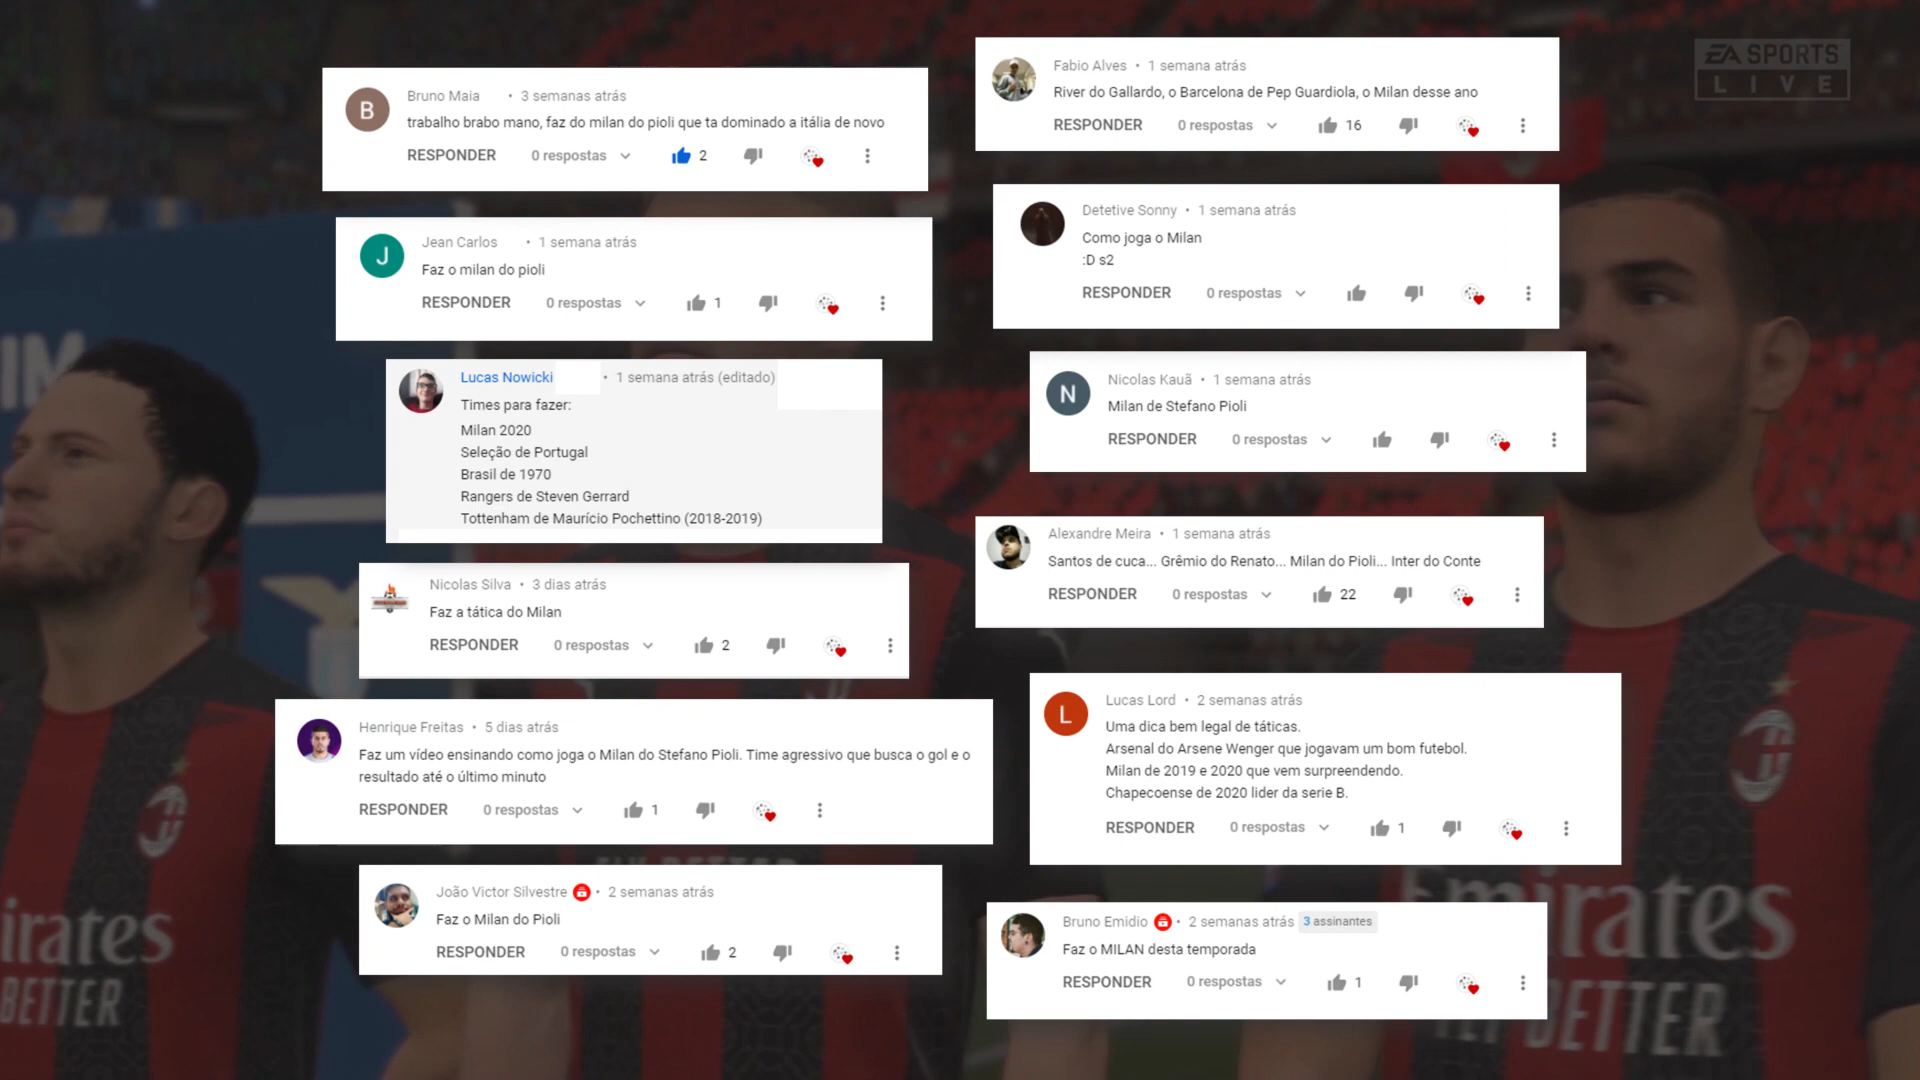 Bruno Maia • 3 semanas atrás
trabalho brabo mano, faz do milan do pioli que ta dominado a itália de novo
RESPONDER 0 respostas 2
Jean Carlos • 1 semana atrás
Faz o milan do pioli
RESPONDER 0 respostas 1
Lucas Nowicki • 1 semana atrás (editado)
Times para fazer:
Milan 2020
Seleção de Portugal
Brasil de 1970
Rangers de Steven Gerrard
Tottenham de Maurício Pochettino (2018-2019)
Nicolas Silva • 3 dias atrás
Faz a tática do Milan
RESPONDER 0 respostas 2
Henrique Freitas • 5 dias atrás
Faz um vídeo ensinando como joga o Milan do Stefano Pioli. Time agressivo que busca o gol e o
resultado até o último minuto
RESPONDER 0 respostas 1
João Victor Silvestre • 2 semanas atrás
Faz o Milan do Pioli
RESPONDER 0 respostas 2
Fabio Alves • 1 semana atrás
River do Gallardo, o Barcelona de Pep Guardiola, o Milan desse ano
RESPONDER 0 respostas 16
Detetive Sonny • 1 semana atrás
Como joga o Milan
:D s2
RESPONDER 0 respostas
Nicolas Kauã • 1 semana atrás
Milan de Stefano Pioli
RESPONDER 0 respostas
Alexandre Meira • 1 semana atrás
Santos de cuca... Grêmio do Renato... Milan do Pioli... Inter do Conte
RESPONDER 0 respostas 22
Lucas Lord • 2 semanas atrás
Uma dica bem legal de táticas.
Arsenal do Arsene Wenger que jogavam um bom futebol.
Milan de 2019 e 2020 que vem surpreendendo.
Chapecoense de 2020 lider da serie B.
RESPONDER 0 respostas 1
Bruno Emidio • 2 semanas atrás 3 assinantes
Faz o MILAN desta temporada
RESPONDER 0 respostas 1
EA SPORTS
LIVE
B
J
N
L
irates
BETTER
Emirates
FLY BETTER